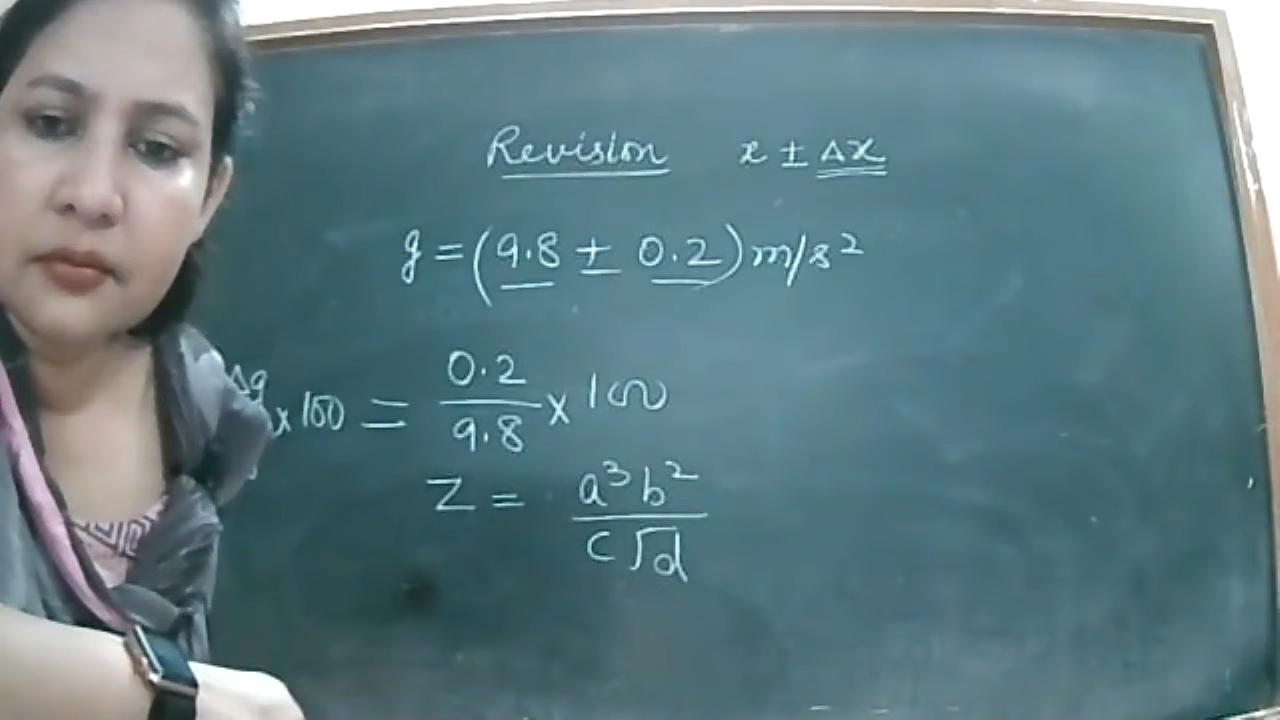 Revision x ± Δx
g = (9.8 ± 0.2) m/s²
Δg × 100 = 0.2/9.8 × 100
Z = a³b²/c√d